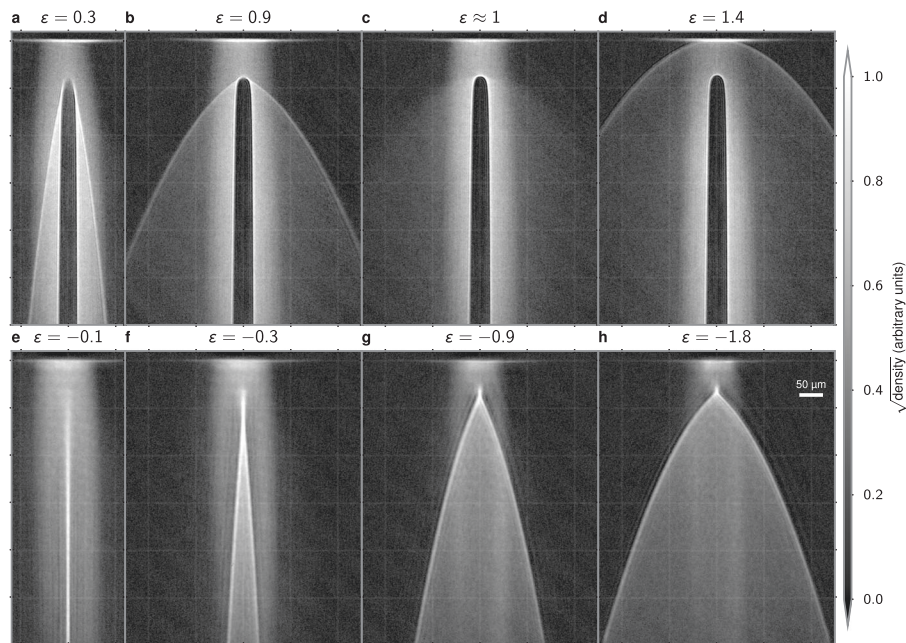 a ε = 0.3 b ε = 0.9 c ε ≈ 1 d ε = 1.4
1.0
0.8
0.6
e ε = −0.1 f ε = −0.3 g ε = −0.9 h ε = −1.8
50 µm
0.4
0.2
0.0
√density (arbitrary units)